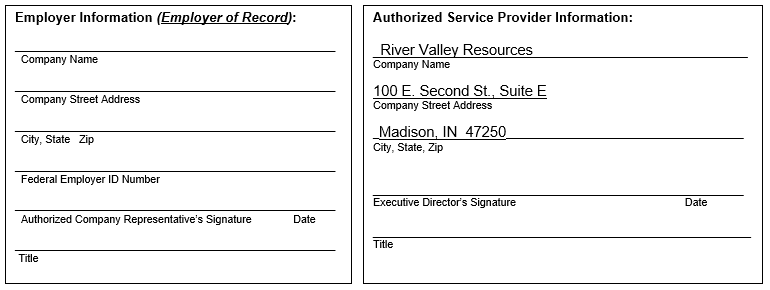 Employer Information (Employer of Record):
Company Name
Company Street Address
City, State Zip
Federal Employer ID Number
Authorized Company Representative's Signature Date
Title
Authorized Service Provider Information:
River Valley Resources
Company Name
100 E. Second St., Suite E
Company Street Address
Madison, IN 47250
City, State, Zip
Executive Director's Signature Date
Title